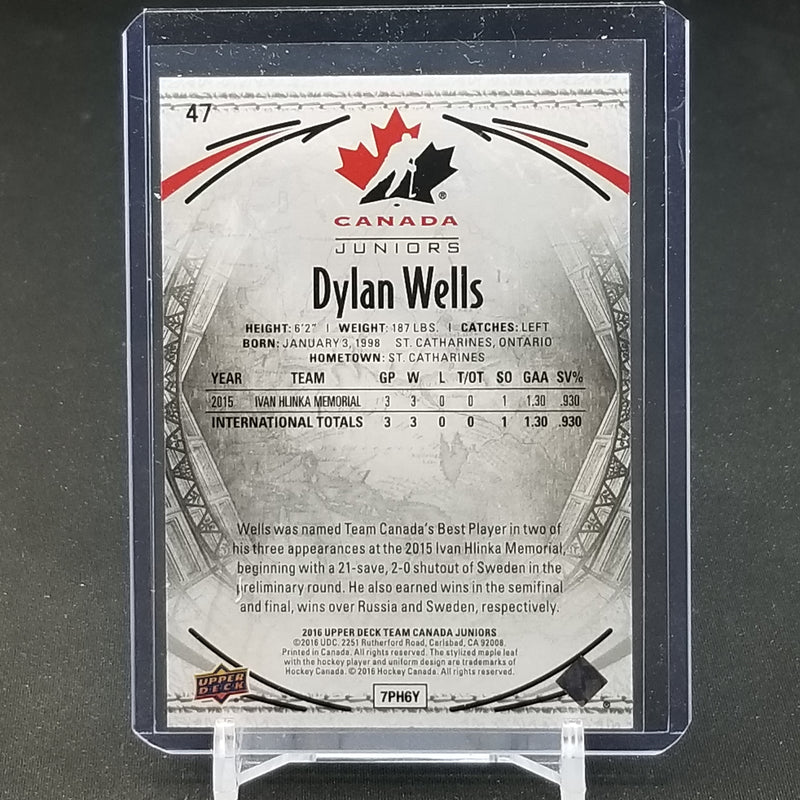 47
CANADA
JUNIORS
Dylan Wells
HEIGHT: 6'2" | WEIGHT: 187 LBS. | CATCHES: LEFT
BORN: JANUARY 3, 1998 ST. CATHARINES, ONTARIO
HOMETOWN: ST. CATHARINES
YEAR TEAM GP W L T/OT SO GAA SV%
2015 IVAN HLINKA MEMORIAL 3 3 0 0 1 1.30 .930
INTERNATIONAL TOTALS 3 3 0 0 1 1.30 .930
Wells was named Team Canada's Best Player in two of
his three appearances at the 2015 Ivan Hlinka Memorial,
beginning with a 21-save, 2-0 shutout of Sweden in the
preliminary round. He also earned wins in the semifinal
and final, wins over Russia and Sweden, respectively.
2016 UPPER DECK TEAM CANADA JUNIORS
©2016 UDC. 2251 Rutherford Road, Carlsbad, CA 92008.
Printed in Canada. All rights reserved. The stylized maple leaf
with the hockey player and uniform design are trademarks of
Hockey Canada. © 2016 Hockey Canada. All rights reserved.
UPPER
DECK
7PH6Y
®